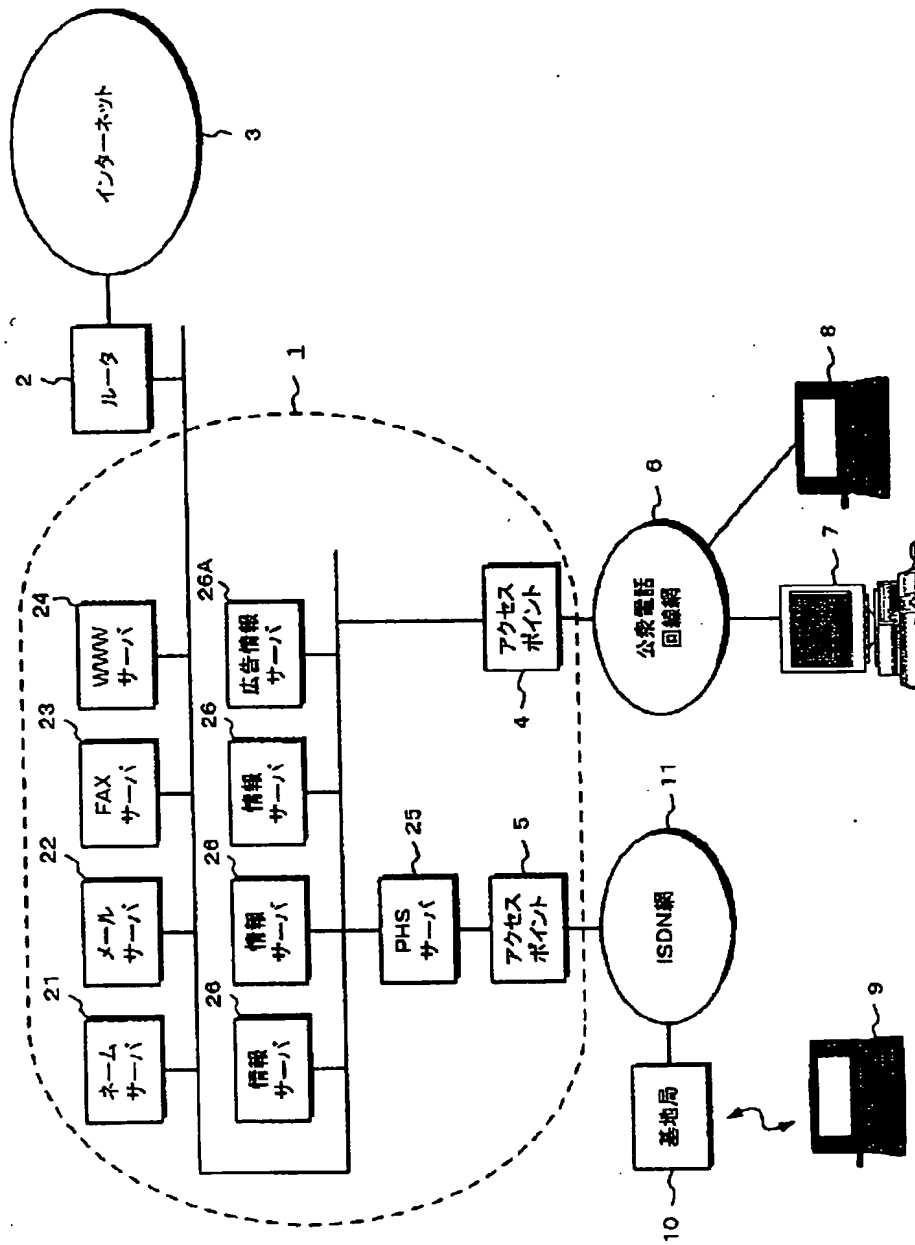 インターネット
3
ルータ
2
1
24
WWW
サーバ
23
FAX
サーバ
22
メール
サーバ
21
ネーム
サーバ
26A
広告情報
サーバ
26
情報
サーバ
26
情報
サーバ
26
情報
サーバ
25
PHS
サーバ
アクセス
ポイント
4
アクセス
ポイント
5
公衆電話
回線網
6
8
7
ISDN網
11
基地局
10
9